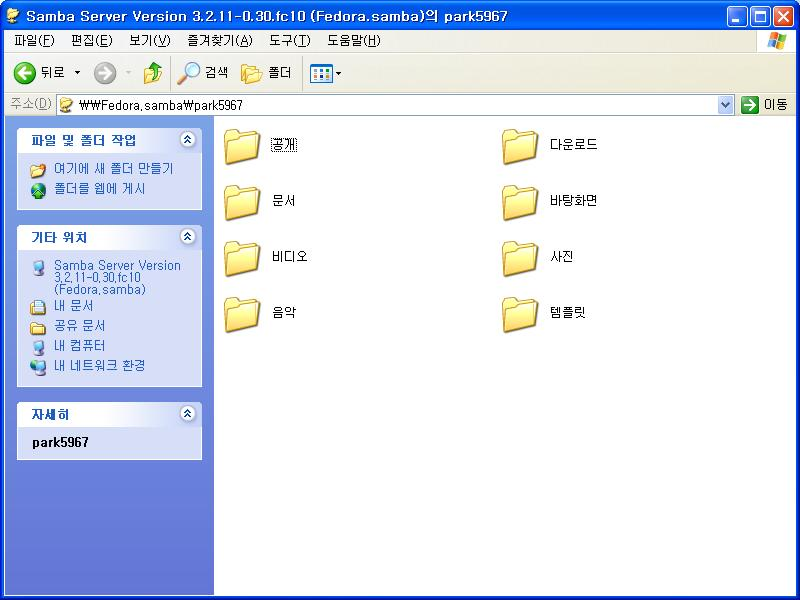 Samba Server Version 3.2.11-0.30.fc10 (Fedora.samba)의 park5967
파일(F) 편집(E) 보기(V) 즐겨찾기(A) 도구(T) 도움말(H)
뒤로 검색 폴더
주소(D) ₩₩Fedora.samba₩park5967 이동
파일 및 폴더 작업
여기에 새 폴더 만들기
폴더를 웹에 게시
기타 위치
Samba Server Version
3.2.11-0.30.fc10
(Fedora.samba)
내 문서
공유 문서
내 컴퓨터
내 네트워크 환경
자세히
park5967
공개 다운로드
문서 바탕화면
비디오 사진
음악 템플릿